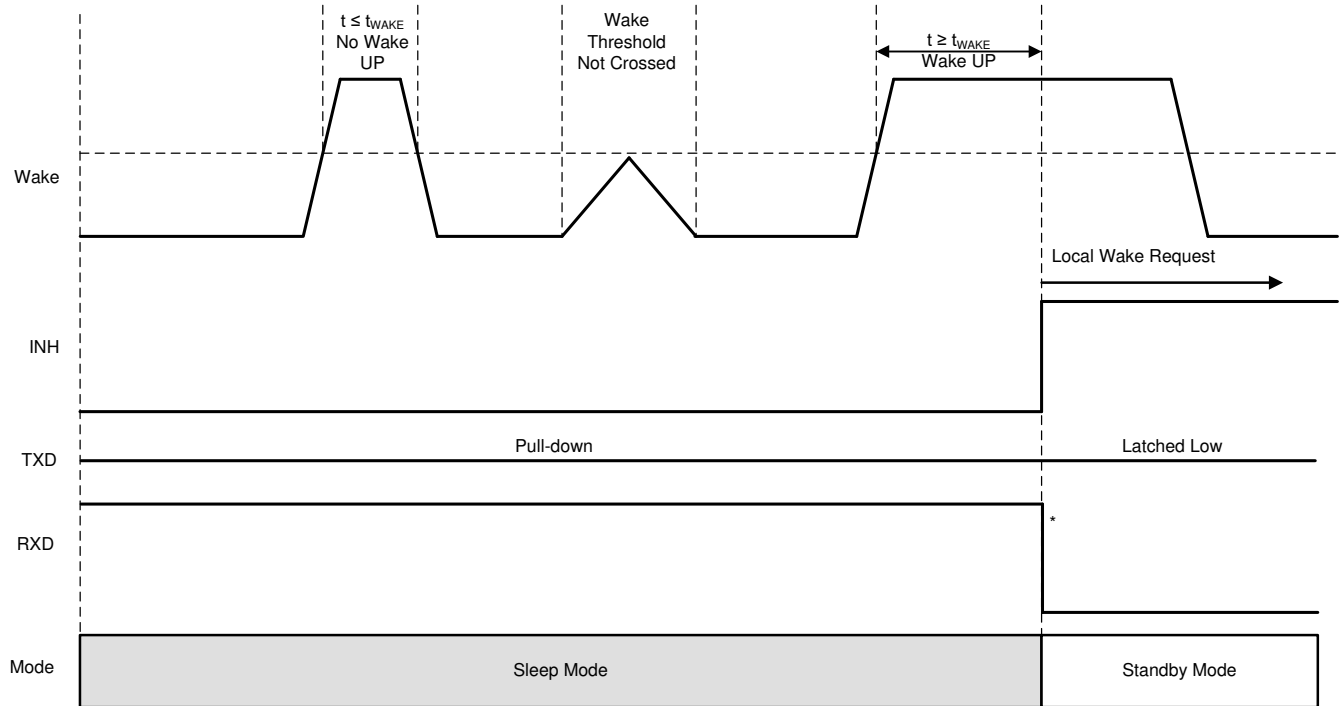 t ≤ tWAKE
No Wake
UP
Wake
Threshold
Not Crossed
t ≥ tWAKE
Wake UP
Wake
Local Wake Request
INH
Pull-down
Latched Low
TXD
*
RXD
Mode
Sleep Mode
Standby Mode